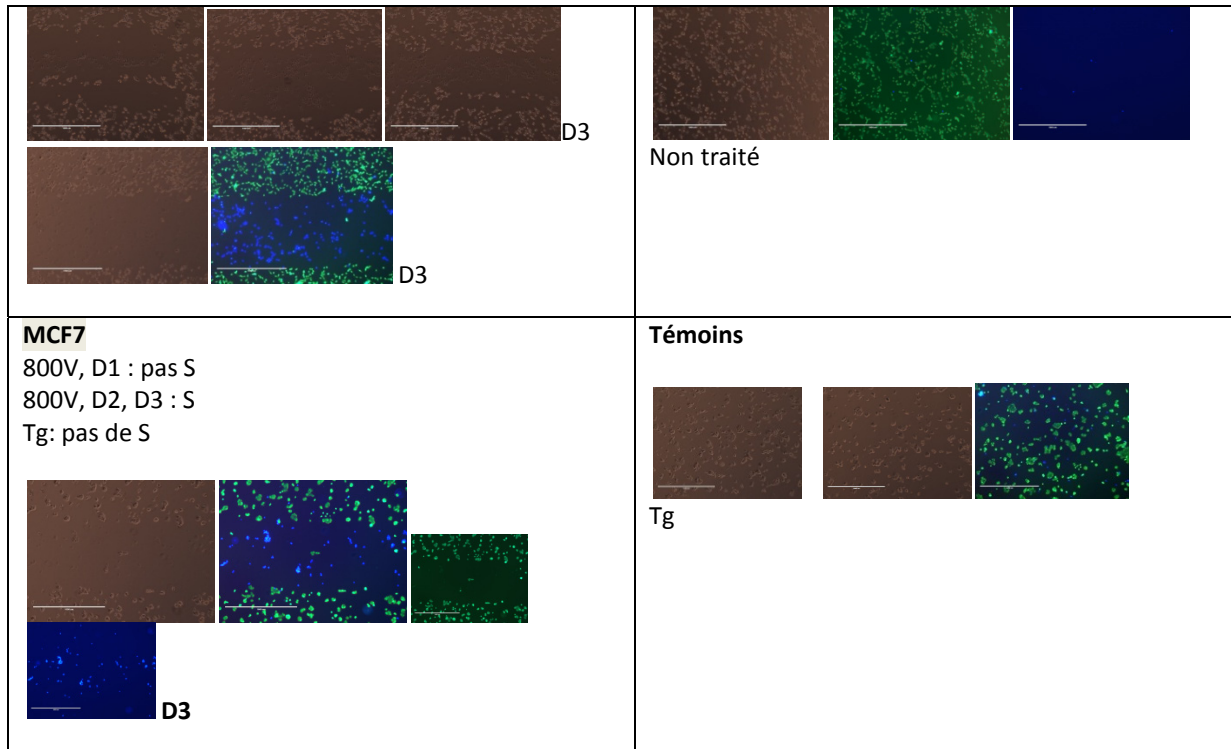 D3
Non traité
D3
MCF7
800V, D1 : pas S
800V, D2, D3 : S
Tg: pas de S
Témoins
Tg
D3